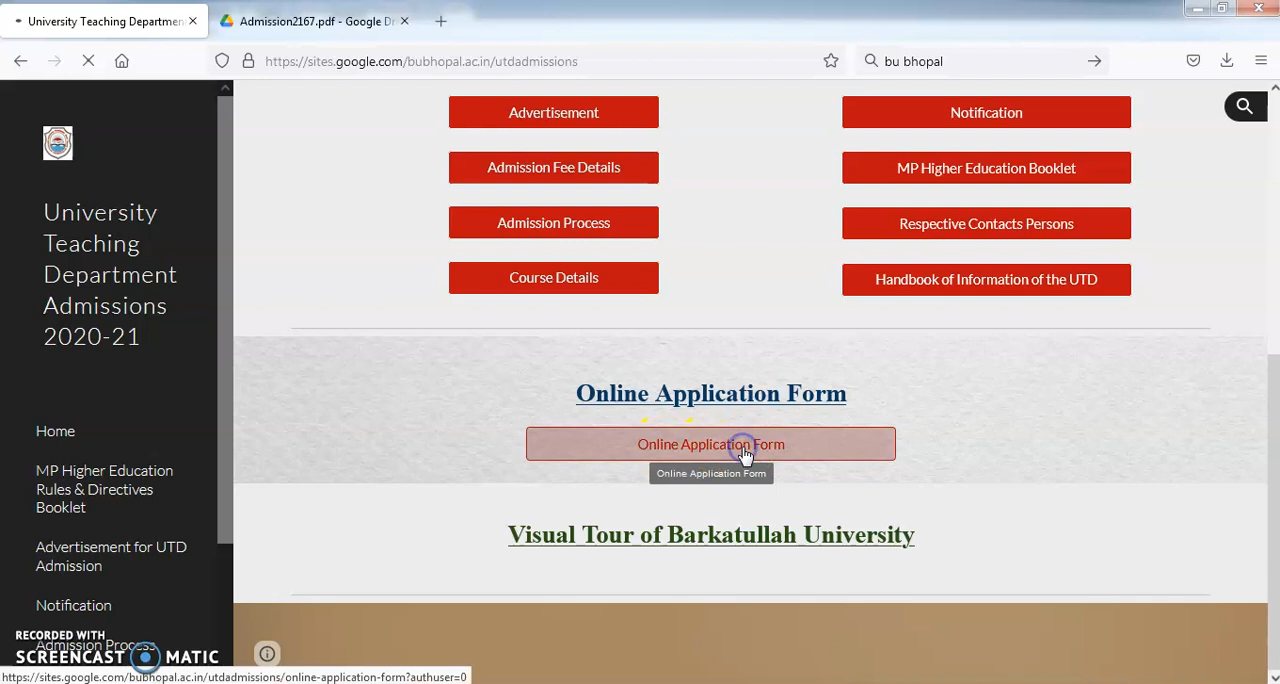 University Teaching Departmen
Admission2167.pdf - Google Dr
https://sites.google.com/bubhopal.ac.in/utdadmissions
bu bhopal
University
Teaching
Department
Admissions
2020-21
Home
MP Higher Education
Rules & Directives
Booklet
Advertisement for UTD
Admission
Notification
Admission Process
Advertisement
Notification
Admission Fee Details
MP Higher Education Booklet
Admission Process
Respective Contacts Persons
Course Details
Handbook of Information of the UTD
Online Application Form
Online Application Form
Online Application Form
Visual Tour of Barkatullah University
RECORDED WITH
SCREENCAST MATIC
https://sites.google.com/bubhopal.ac.in/utdadmissions/online-application-form?authuser=0